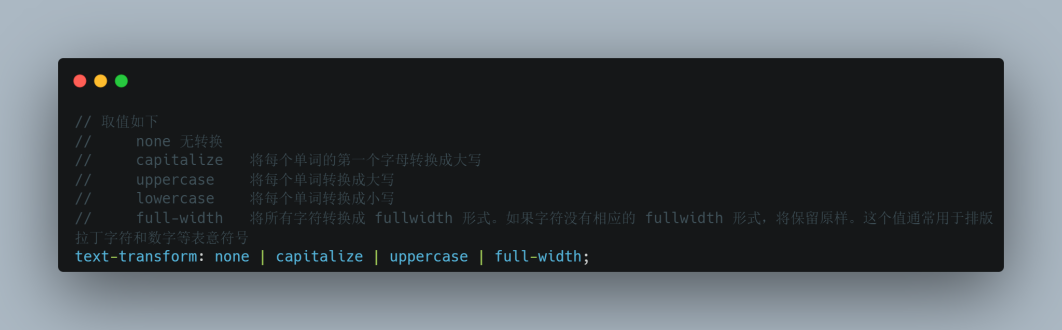 // 取值如下
//     none 无转换
//     capitalize   将每个单词的第一个字母转换成大写
//     uppercase    将每个单词转换成大写
//     lowercase    将每个单词转换成小写
//     full-width   将所有字符转换成 fullwidth 形式。如果字符没有相应的 fullwidth 形式，将保留原样。这个值通常用于排版
拉丁字符和数字等表意符号
text-transform: none | capitalize | uppercase | full-width;